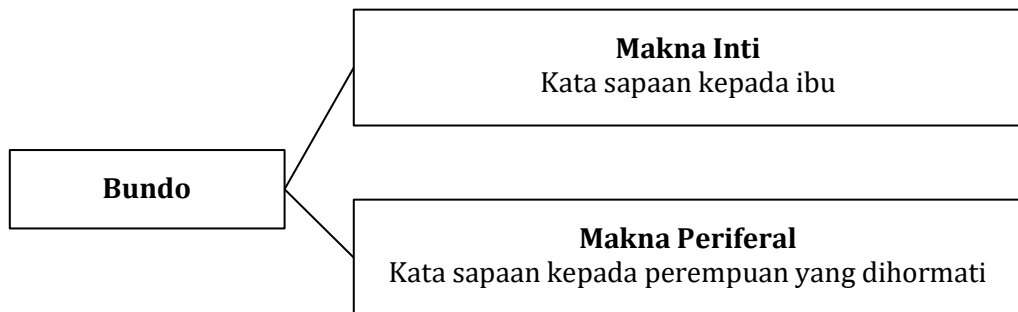 Makna Inti
Kata sapaan kepada ibu
Bundo
Makna Periferal
Kata sapaan kepada perempuan yang dihormati